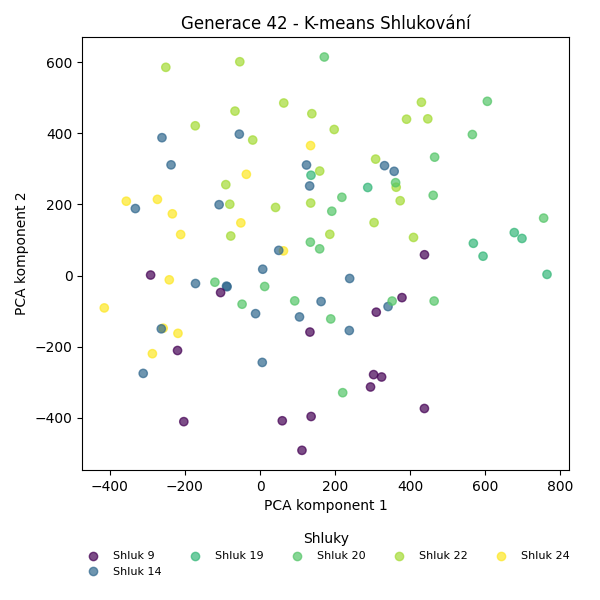 Generace 42 - K-means Shlukování
600
400
200
0
−200
−400
PCA komponent 2
−400 −200 0 200 400 600 800
PCA komponent 1
Shluky
Shluk 9 Shluk 19 Shluk 20 Shluk 22 Shluk 24
Shluk 14